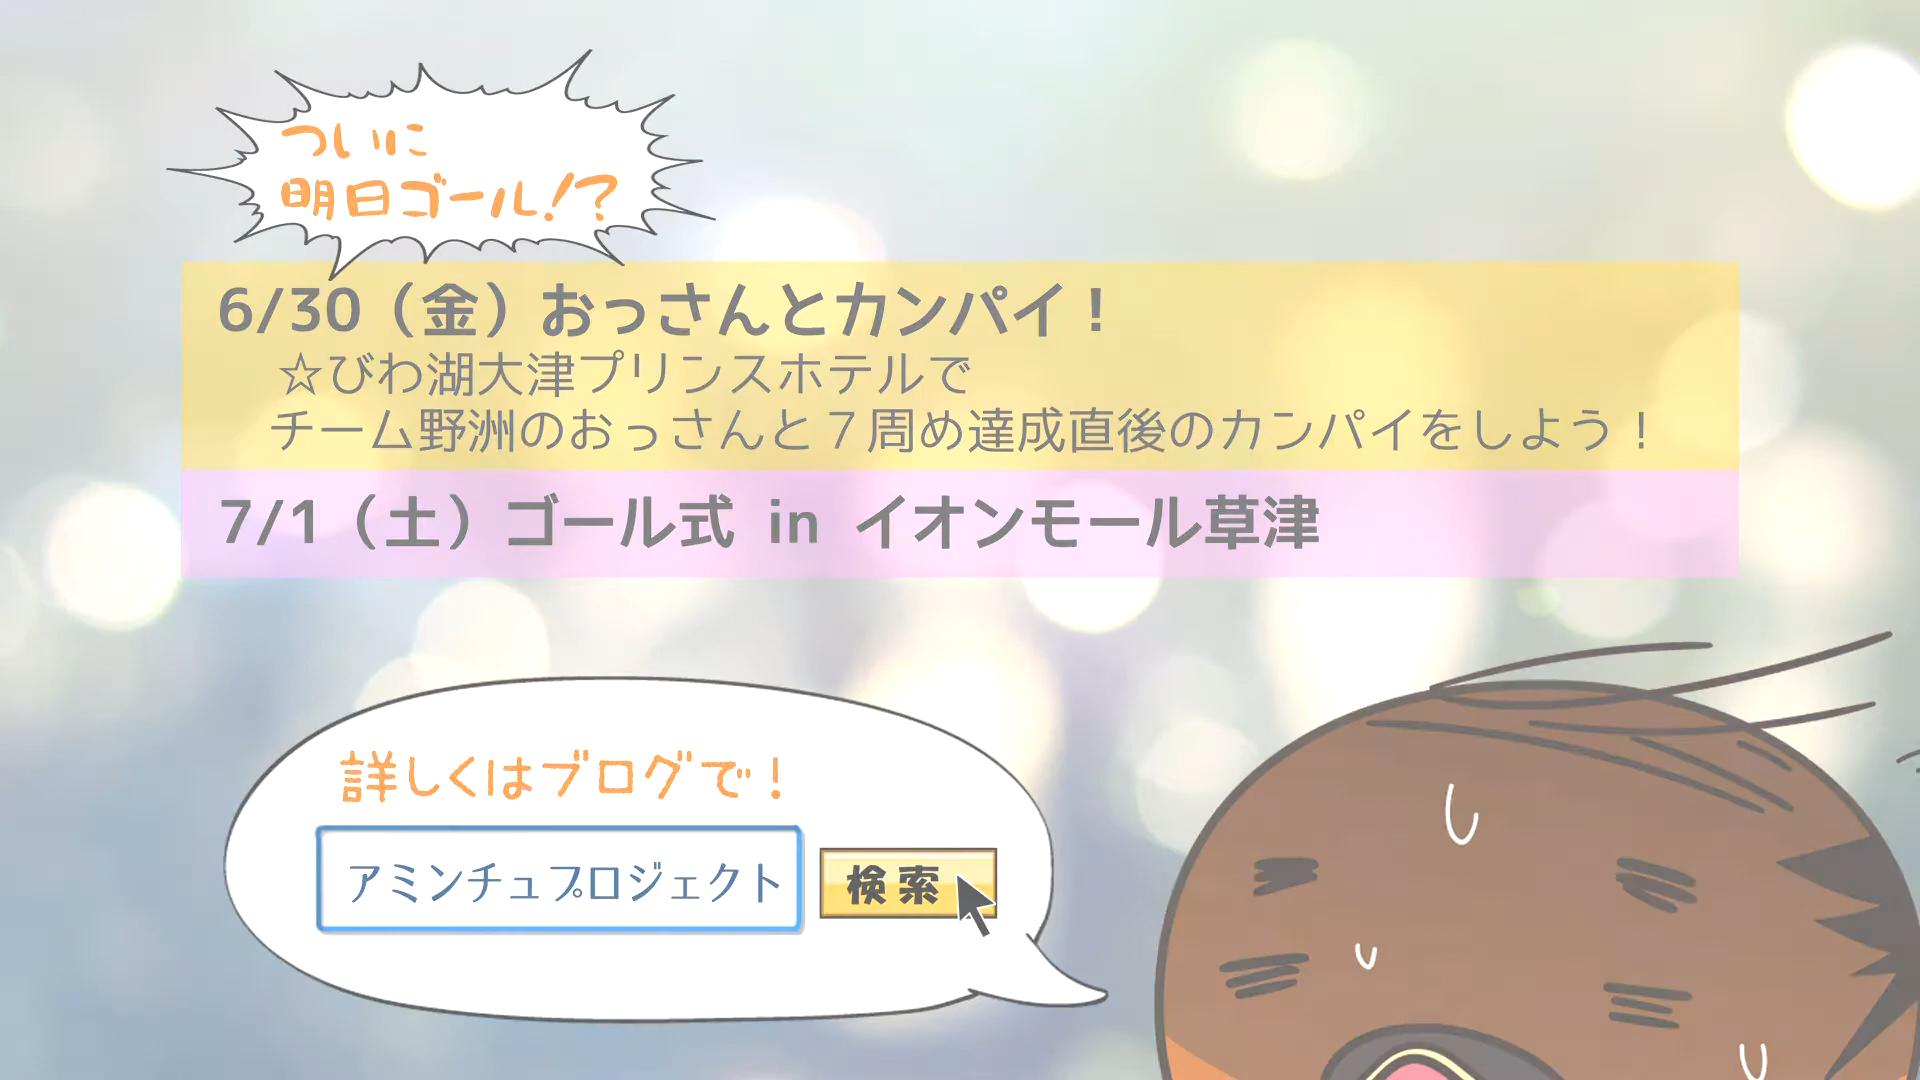 ついに
明日ゴール!?
6/30（金）おっさんとカンパイ！
☆びわ湖大津プリンスホテルで
チーム野洲のおっさんと７周め達成直後のカンパイをしよう！
7/1（土）ゴール式 in イオンモール草津
詳しくはブログで！
アミンチュプロジェクト
検索